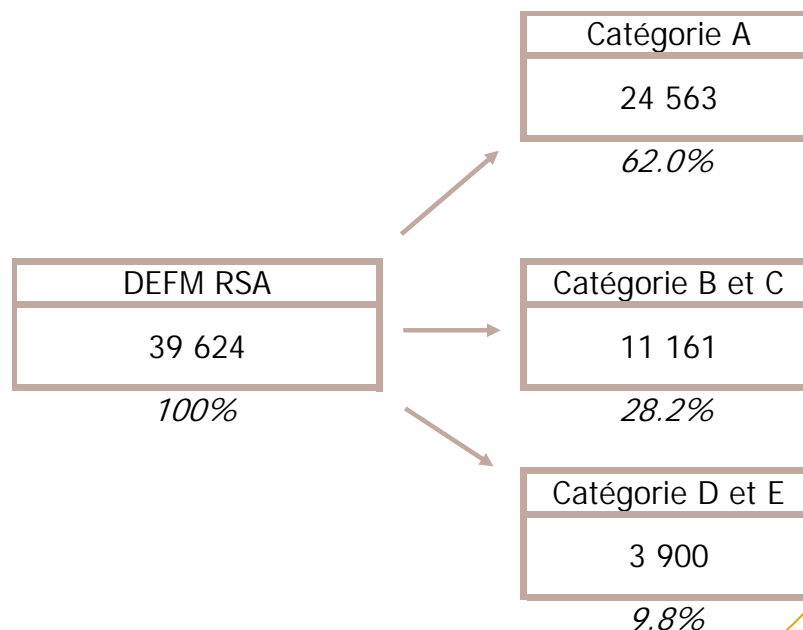 Catégorie A
24 563
62.0%
DEFM RSA
39 624
100%
Catégorie B et C
11 161
28.2%
Catégorie D et E
3 900
9.8%